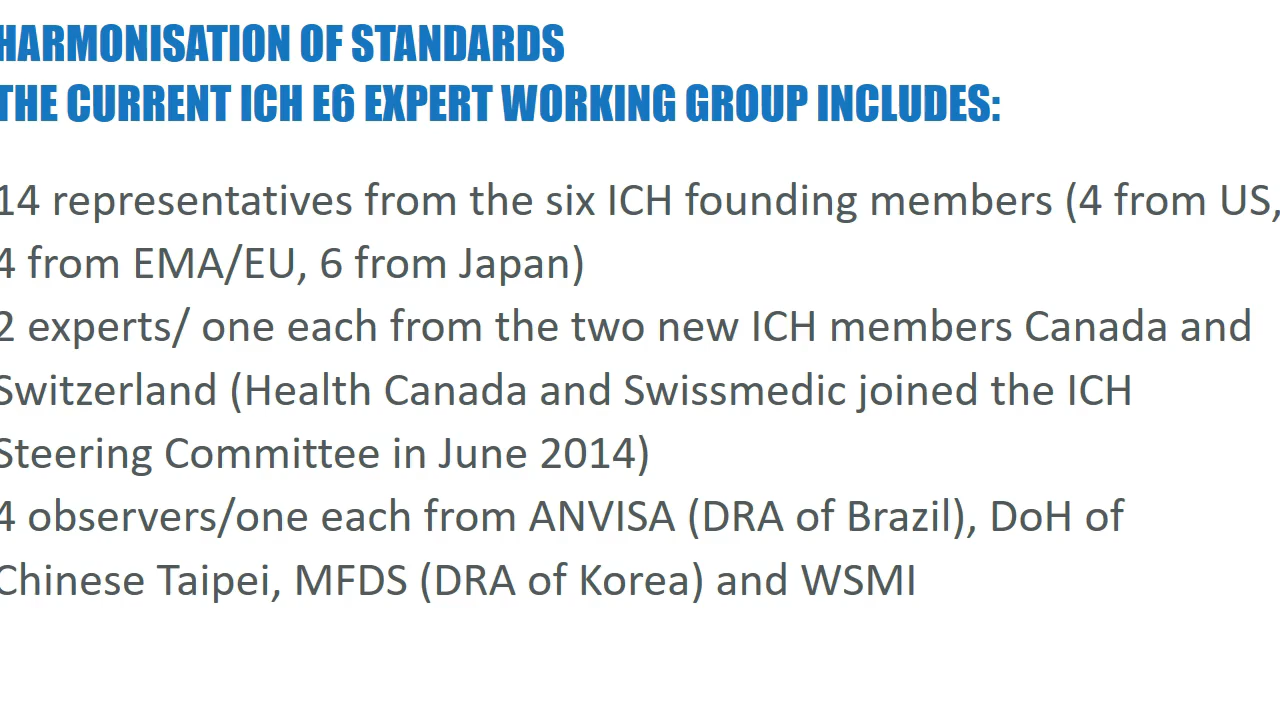 HARMONISATION OF STANDARDS
THE CURRENT ICH E6 EXPERT WORKING GROUP INCLUDES:
14 representatives from the six ICH founding members (4 from US,
4 from EMA/EU, 6 from Japan)
2 experts/ one each from the two new ICH members Canada and
Switzerland (Health Canada and Swissmedic joined the ICH
Steering Committee in June 2014)
4 observers/one each from ANVISA (DRA of Brazil), DoH of
Chinese Taipei, MFDS (DRA of Korea) and WSMI